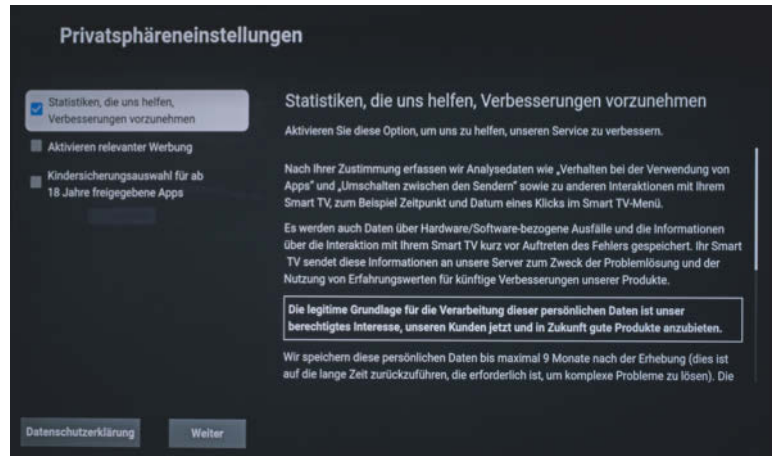 Privatsphäreneinstellungen
Statistiken, die uns helfen,
Verbesserungen vorzunehmen
Aktivieren relevanter Werbung
Kindersicherungsauswahl für ab
18 Jahre freigegebene Apps
Statistiken, die uns helfen, Verbesserungen vorzunehmen
Aktivieren Sie diese Option, um uns zu helfen, unseren Service zu verbessern.
Nach Ihrer Zustimmung erfassen wir Analysedaten wie „Verhalten bei der Verwendung von
Apps“ und „Umschalten zwischen den Sendern“ sowie zu anderen Interaktionen mit Ihrem
Smart TV, zum Beispiel Zeitpunkt und Datum eines Klicks im Smart TV-Menü.
Es werden auch Daten über Hardware/Software-bezogene Ausfälle und die Informationen
über die Interaktion mit Ihrem Smart TV kurz vor Auftreten des Fehlers gespeichert. Ihr Smart
TV sendet diese Informationen an unsere Server zum Zweck der Problemlösung und der
Nutzung von Erfahrungswerten für künftige Verbesserungen unserer Produkte.
Die legitime Grundlage für die Verarbeitung dieser persönlichen Daten ist unser
berechtigtes Interesse, unseren Kunden jetzt und in Zukunft gute Produkte anzubieten.
Wir speichern diese persönlichen Daten bis maximal 9 Monate nach der Erhebung (dies ist
auf die lange Zeit zurückzuführen, die erforderlich ist, um komplexe Probleme zu lösen). Die
Datenschutzerklärung
Weiter